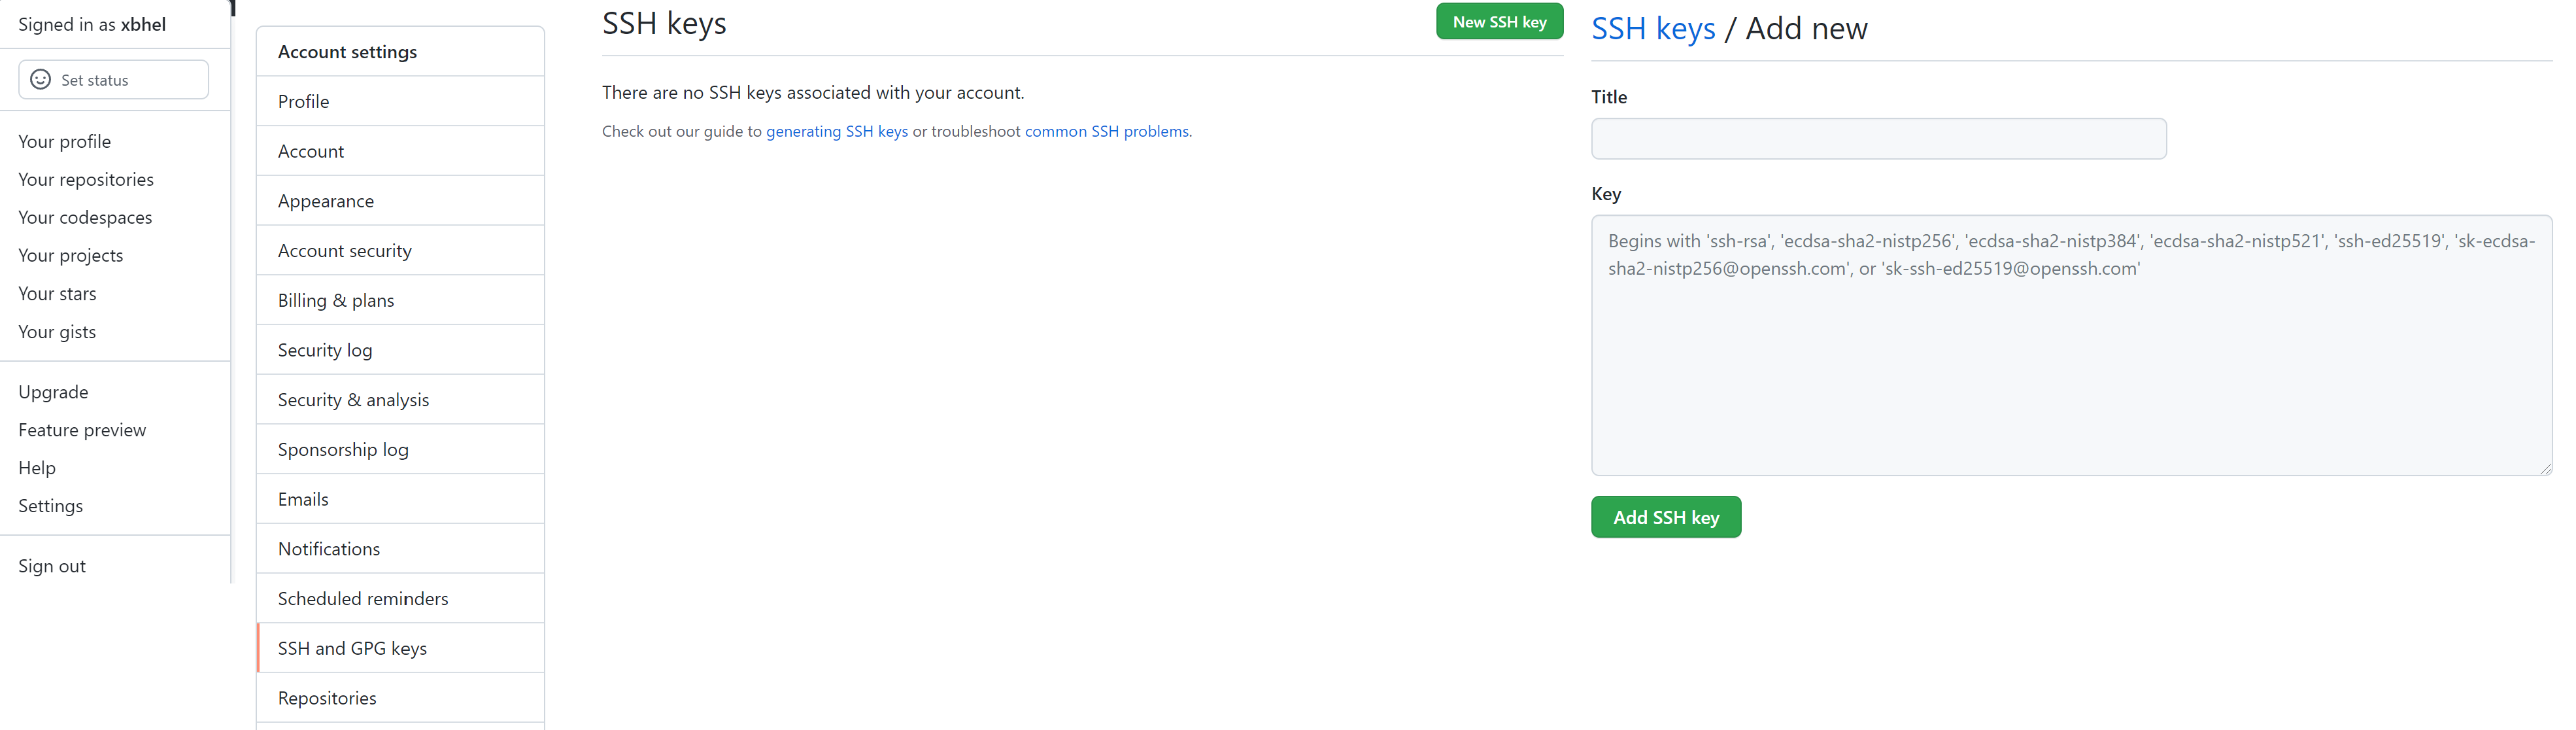 Signed in as xbhel
Set status
Your profile
Your repositories
Your codespaces
Your projects
Your stars
Your gists
Upgrade
Feature preview
Help
Settings
Sign out
Account settings
Profile
Account
Appearance
Account security
Billing & plans
Security log
Security & analysis
Sponsorship log
Emails
Notifications
Scheduled reminders
SSH and GPG keys
Repositories
SSH keys
New SSH key
There are no SSH keys associated with your account.
Check out our guide to generating SSH keys or troubleshoot common SSH problems.
SSH keys / Add new
Title
Key
Begins with 'ssh-rsa', 'ecdsa-sha2-nistp256', 'ecdsa-sha2-nistp384', 'ecdsa-sha2-nistp521', 'ssh-ed25519', 'sk-ecdsa-
sha2-nistp256@openssh.com', or 'sk-ssh-ed25519@openssh.com'
Add SSH key